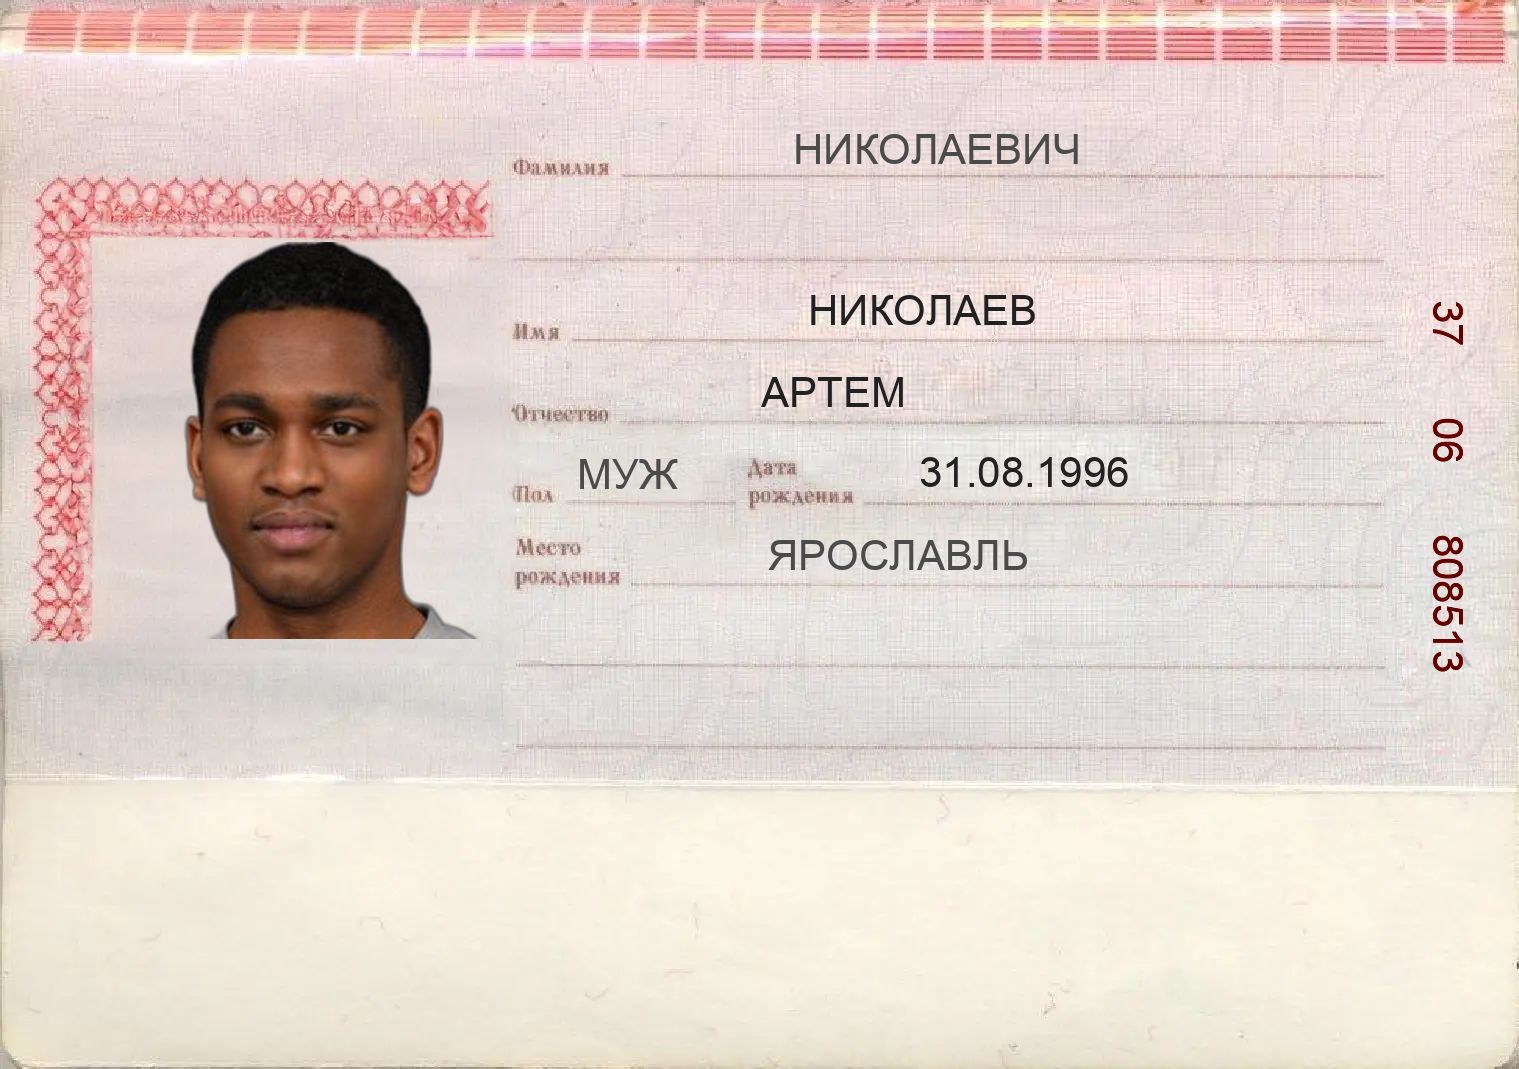 Фамилия НИКОЛАЕВИЧ
Имя НИКОЛАЕВ
Отчество АРТЕМ
Пол МУЖ Дата рождения 31.08.1996
Место рождения ЯРОСЛАВЛЬ
37 06 808513